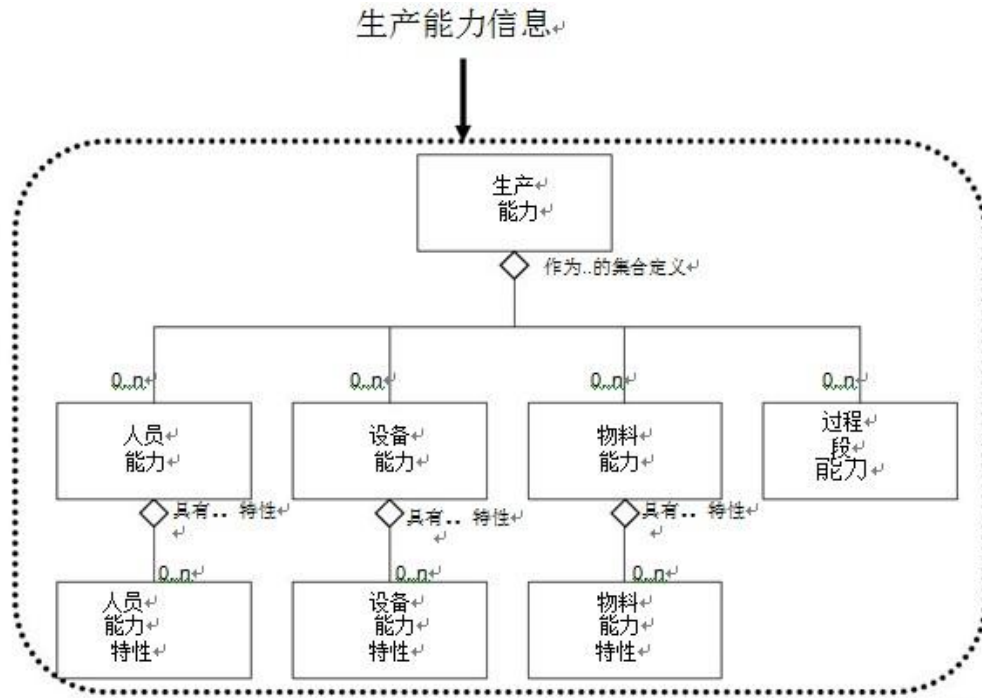 生产能力信息↵
生产↵
能力↵
作为..的集合定义↵
0..n↵
0..n↵
0..n↵
0..n↵
人员↵
能力↵
设备↵
能力↵
物料↵
能力↵
过程↵
段↵
能力↵
具有.. 特性↵
↵
具有.. 特性↵
↵
具有.. 特性↵
↵
0..n↵
0..n↵
0..n↵
人员↵
能力↵
特性↵
设备↵
能力↵
特性↵
物料↵
能力↵
特性↵